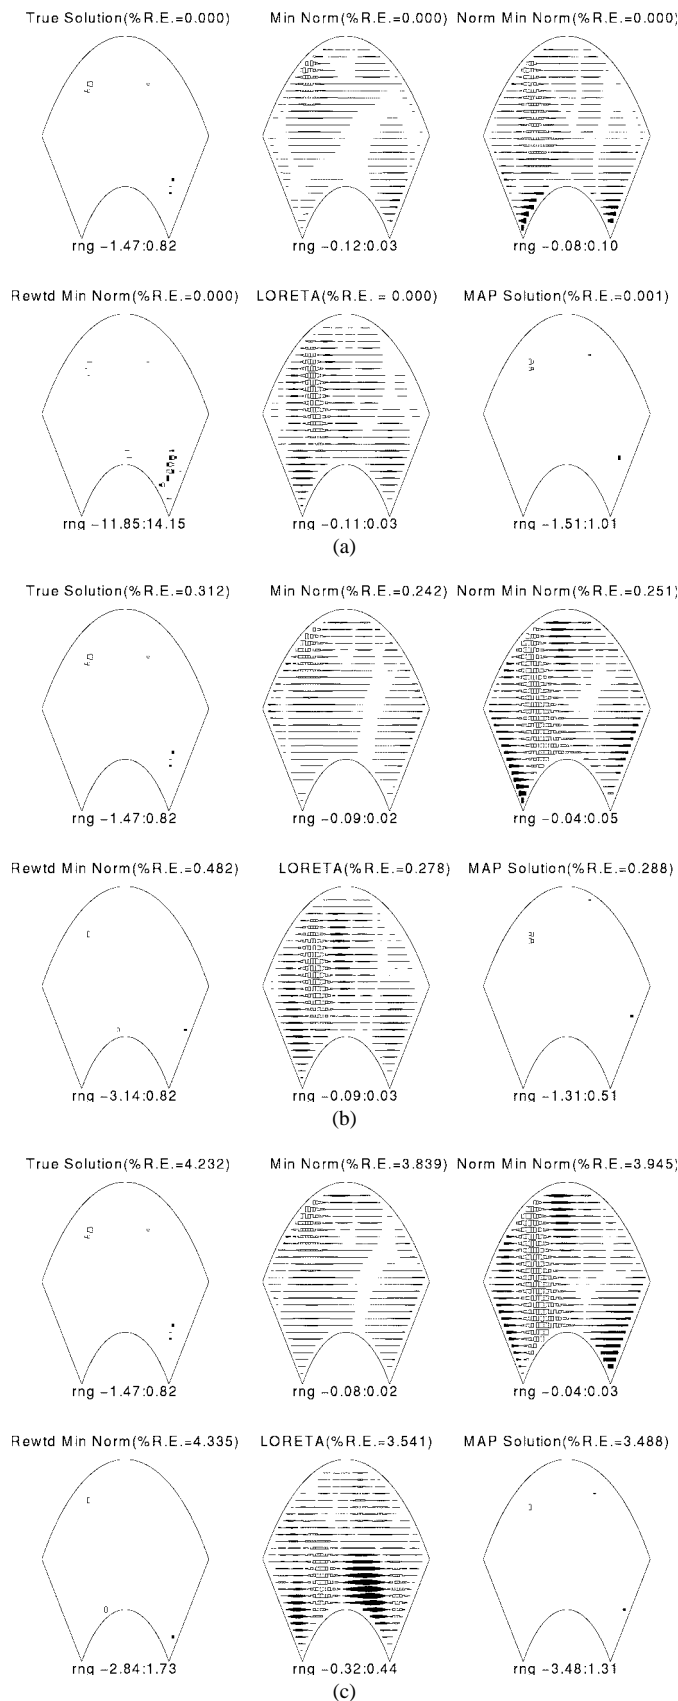 True Solution(%R.E.=0.000) Min Norm(%R.E.=0.000) Norm Min Norm(%R.E.=0.000)
rng −1.47:0.82 rng −0.12:0.03 rng −0.08:0.10
Rewtd Min Norm(%R.E.=0.000) LORETA(%R.E. = 0.000) MAP Solution(%R.E.=0.001)
rng −11.85:14.15 rng −0.11:0.03 rng −1.51:1.01
(a)
True Solution(%R.E.=0.312) Min Norm(%R.E.=0.242) Norm Min Norm(%R.E.=0.251)
rng −1.47:0.82 rng −0.09:0.02 rng −0.04:0.05
Rewtd Min Norm(%R.E.=0.482) LORETA(%R.E.=0.278) MAP Solution(%R.E.=0.288)
rng −3.14:0.82 rng −0.09:0.03 rng −1.31:0.51
(b)
True Solution(%R.E.=4.232) Min Norm(%R.E.=3.839) Norm Min Norm(%R.E.=3.945)
rng −1.47:0.82 rng −0.08:0.02 rng −0.04:0.03
Rewtd Min Norm(%R.E.=4.335) LORETA(%R.E.=3.541) MAP Solution(%R.E.=3.488)
rng −2.84:1.73 rng −0.32:0.44 rng −3.48:1.31
(c)